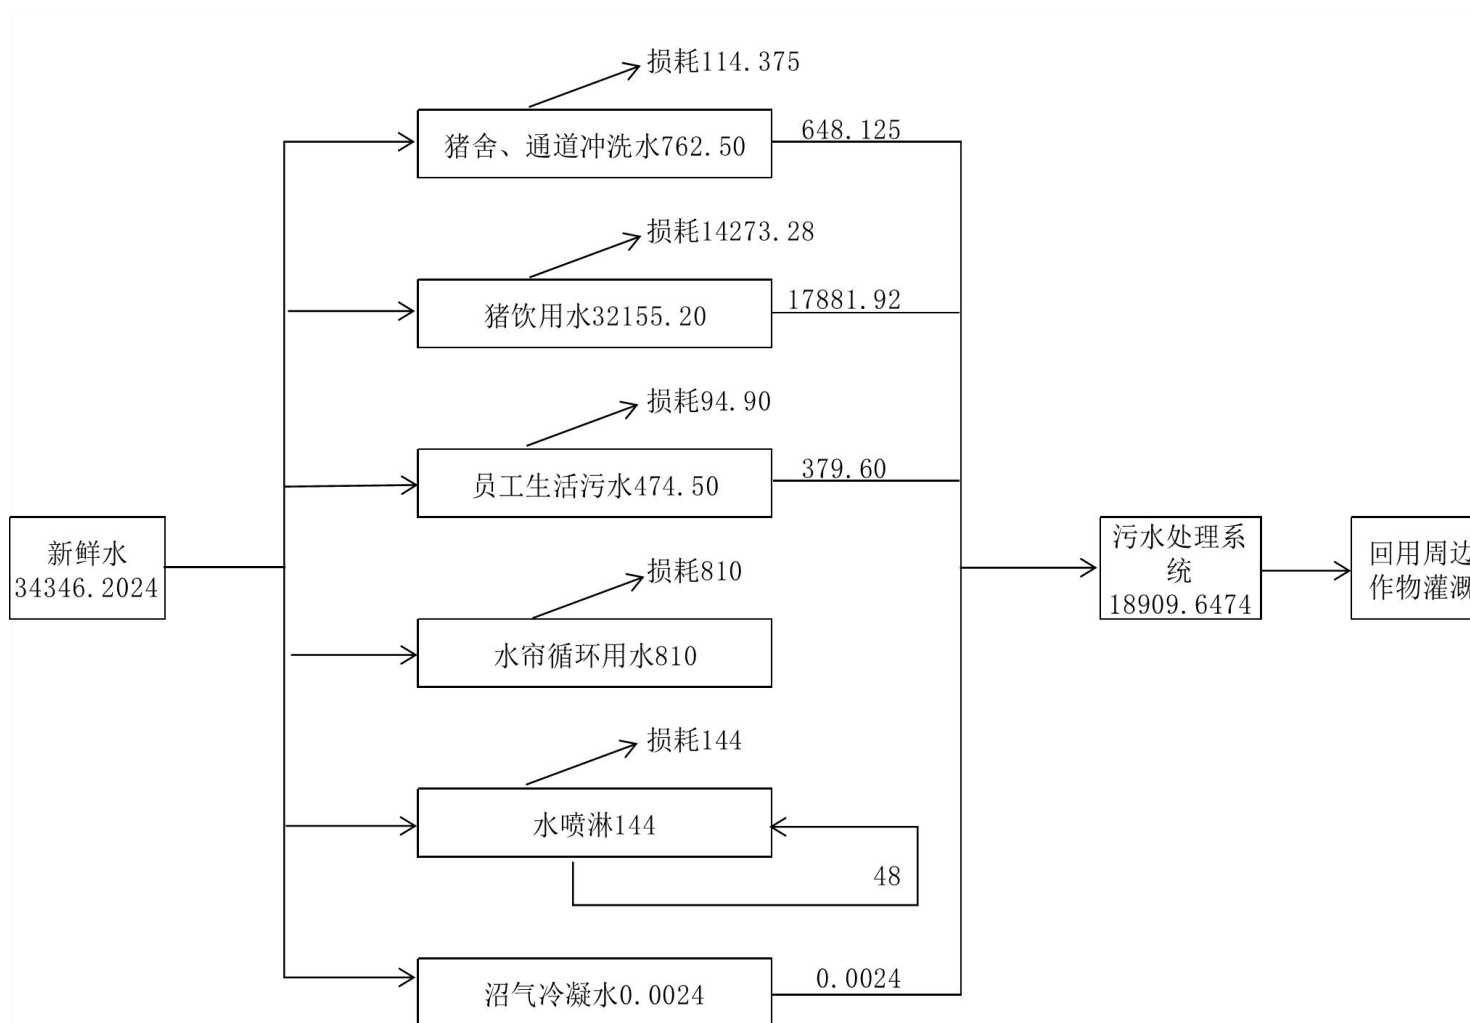 损耗114.375
猪舍、通道冲洗水762.50
648.125
损耗14273.28
猪饮用水32155.20
17881.92
损耗94.90
员工生活污水474.50
379.60
新鲜水
34346.2024
损耗810
水帘循环用水810
污水处理系
统
18909.6474
回用周边
作物灌溉
损耗144
水喷淋144
48
沼气冷凝水0.0024
0.0024